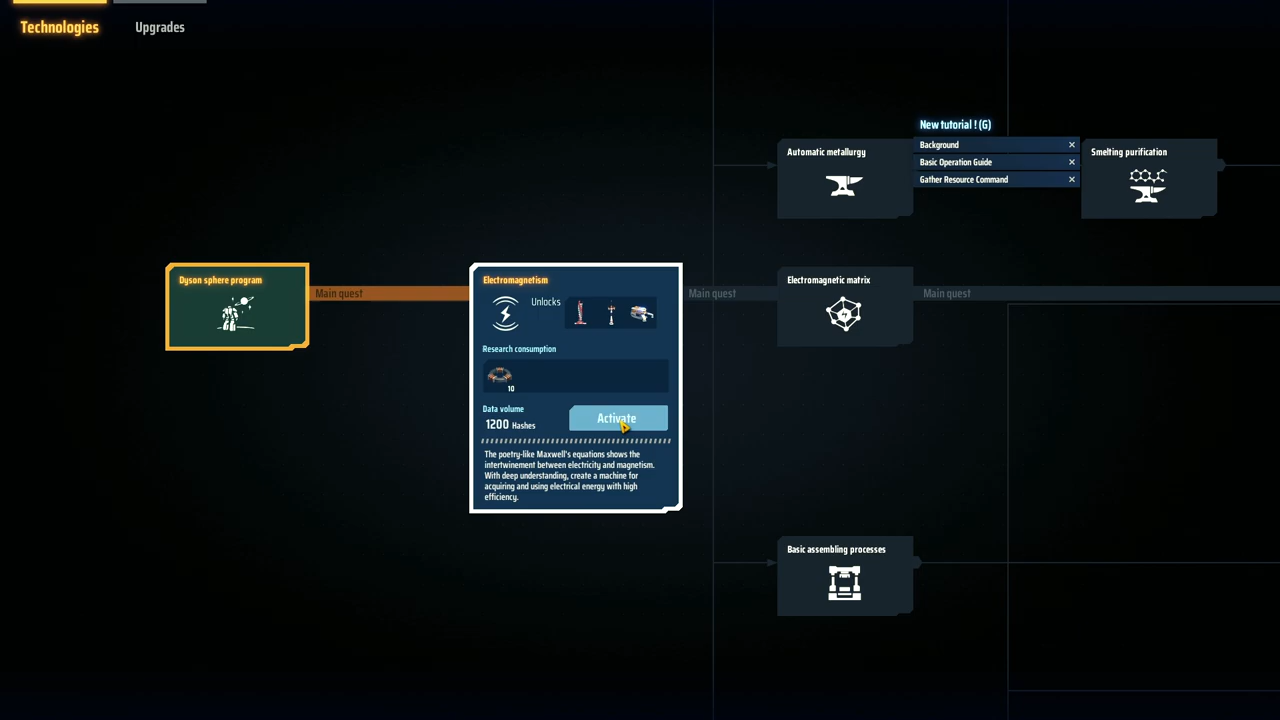 Technologies
Upgrades
New tutorial ! (G)
Background
Basic Operation Guide
Gather Resource Command
Automatic metallurgy
Smelting purification
Dyson sphere program
Main quest
Electromagnetism
Unlocks
Research consumption
10
Data volume
1200 Hashes
Activate
The poetry-like Maxwell's equations shows the
intertwinement between electricity and magnetism.
With deep understanding, create a machine for
acquiring and using electrical energy with high
efficiency.
Main quest
Electromagnetic matrix
Main quest
Basic assembling processes